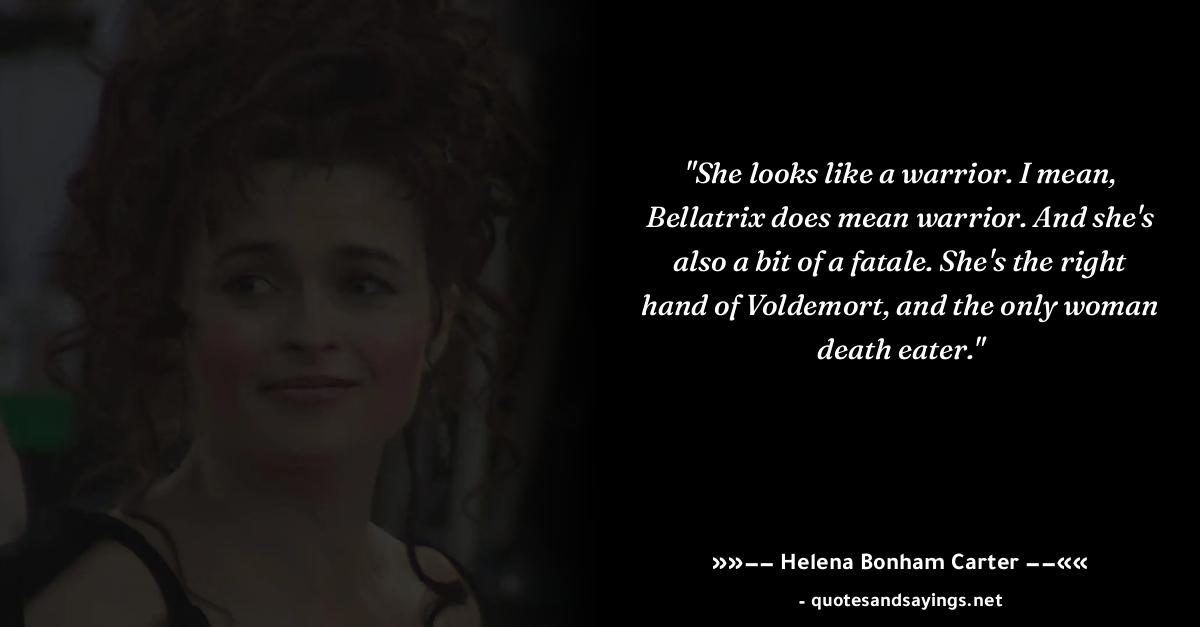 "She looks like a warrior. I mean,
Bellatrix does mean warrior. And she's
also a bit of a fatale. She's the right
hand of Voldemort, and the only woman
death eater."
»»−− Helena Bonham Carter −−««
- quotesandsayings.net